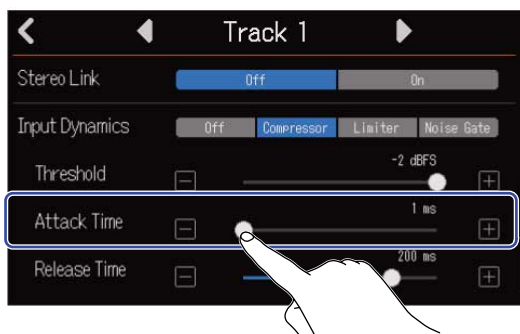 Track 1
Stereo Link Off On
Input Dynamics Off Compressor Limiter Noise Gate
-2 dBFS
Threshold
1 ms
Attack Time
200 ms
Release Time